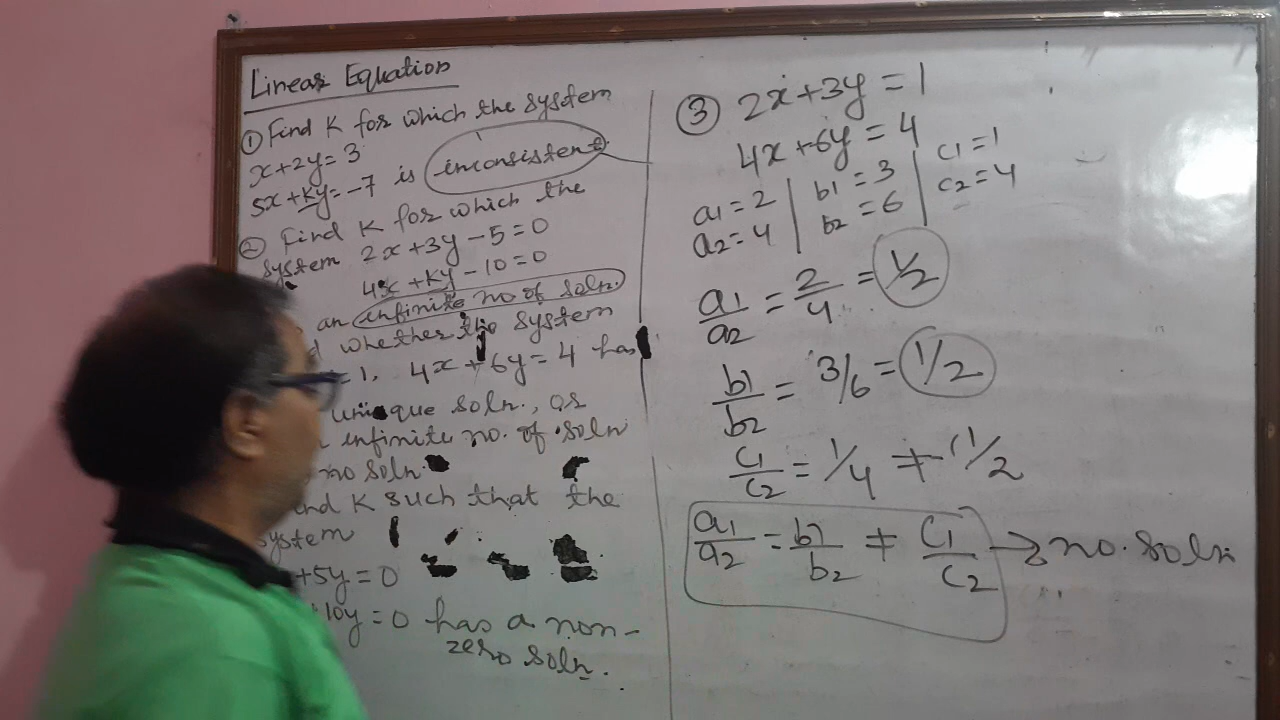 Linear Equation
① Find K for which the system
x+2y=3
5x+ky=-7 is inconsistent
② Find K for which the
system 2x+3y-5=0
4x+ky-10=0
an infinite no of soln.
whether the system
=1, 4x+6y=4 has
unique soln., or
infinite no. of soln
no soln.
K such that the
system
+5y=0
+10y=0 has a non-
zero soln.
③ 2x+3y=1
4x+6y=4
a1=2 | b1=3 | c1=1
a2=4 | b2=6 | c2=4
a1/a2 = 2/4 = 1/2
b1/b2 = 3/6 = 1/2
c1/c2 = 1/4 ≠ 1/2
a1/a2 = b1/b2 ≠ c1/c2 → no. soln